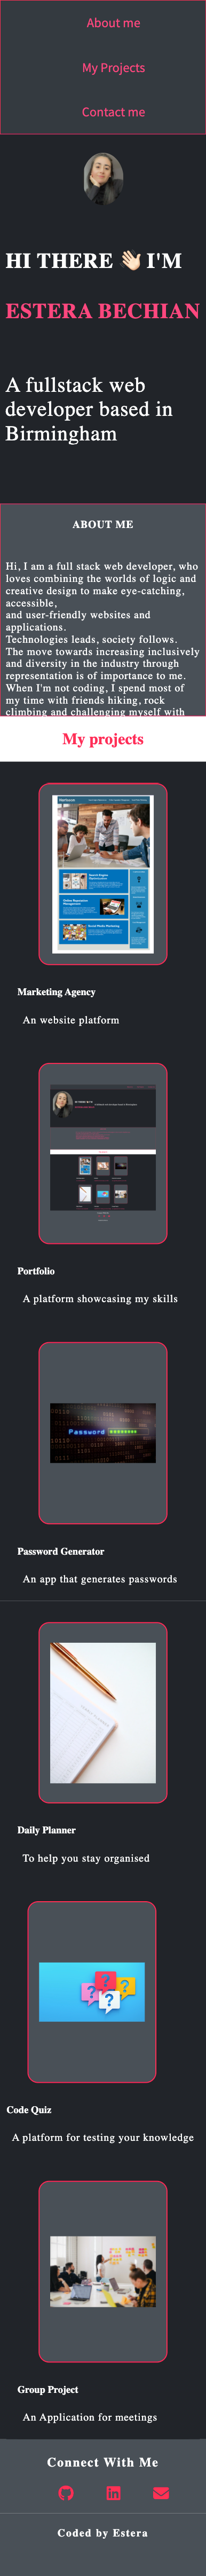 About me
My Projects
Contact me
HI THERE 👋🏻 I'M
ESTERA BECHIAN
A fullstack web
developer based in
Birmingham
ABOUT ME
Hi, I am a full stack web developer, who
loves combining the worlds of logic and
creative design to make eye-catching,
accessible,
and user-friendly websites and
applications.
Technologies leads, society follows.
The move towards increasing inclusively
and diversity in the industry through
representation is of importance to me.
When I'm not coding, I spend most of
my time with friends hiking, rock
climbing and challenging myself with
My projects
Marketing Agency
An website platform
Portfolio
A platform showcasing my skills
Password
Password Generator
An app that generates passwords
Daily Planner
To help you stay organised
? ? ?
Code Quiz
A platform for testing your knowledge
Group Project
An Application for meetings
Connect With Me
Coded by Estera